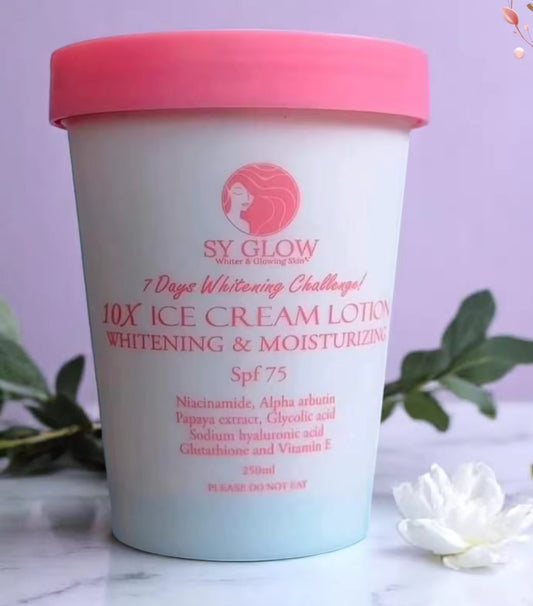 SY GLOW
Whiter & Glowing Skin
7 Days Whitening Challenge!
10X ICE CREAM LOTION
WHITENING & MOISTURIZING
Spf 75
Niacinamide, Alpha arbutin
Papaya extract, Glycolic acid
Sodium hyaluronic acid
Glutathione and Vitamin E
250ml
PLEASE DO NOT EAT